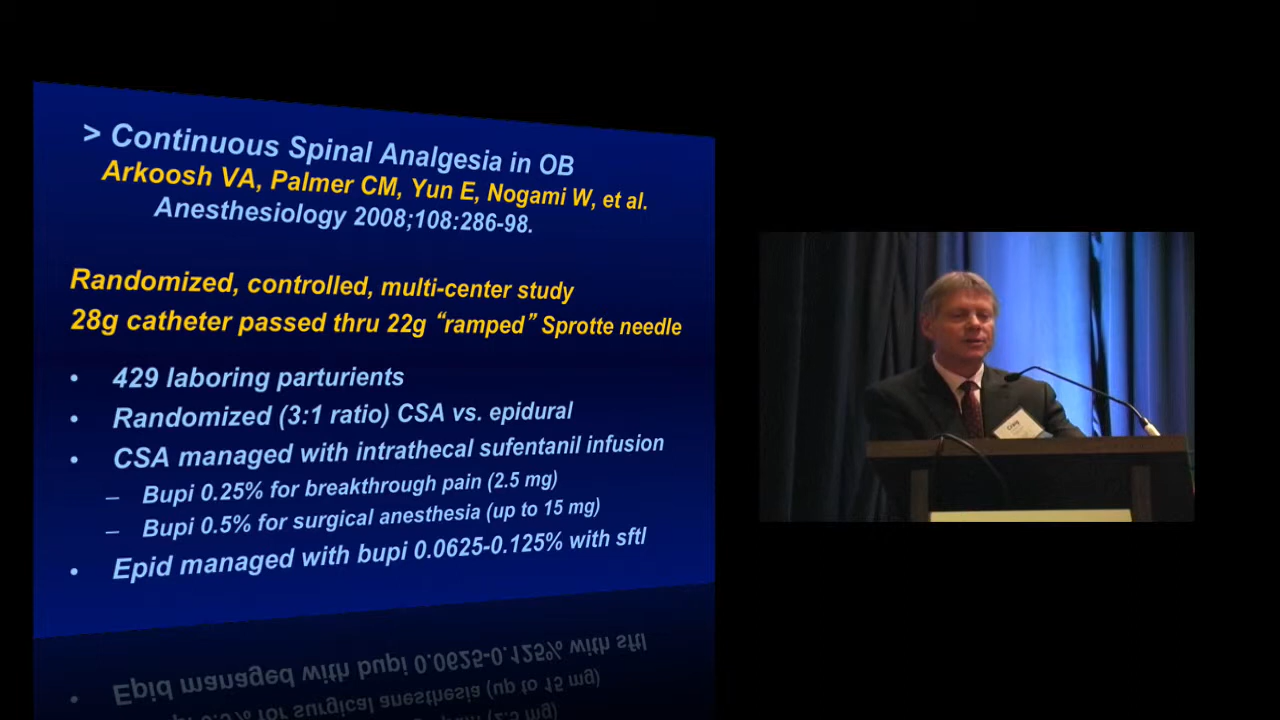 > Continuous Spinal Analgesia in OB
Arkoosh VA, Palmer CM, Yun E, Nogami W, et al.
Anesthesiology 2008;108:286-98.
Randomized, controlled, multi-center study
28g catheter passed thru 22g “ramped” Sprotte needle
• 429 laboring parturients
• Randomized (3:1 ratio) CSA vs. epidural
• CSA managed with intrathecal sufentanil infusion
– Bupi 0.25% for breakthrough pain (2.5 mg)
– Bupi 0.5% for surgical anesthesia (up to 15 mg)
• Epid managed with bupi 0.0625-0.125% with sftl
Craig